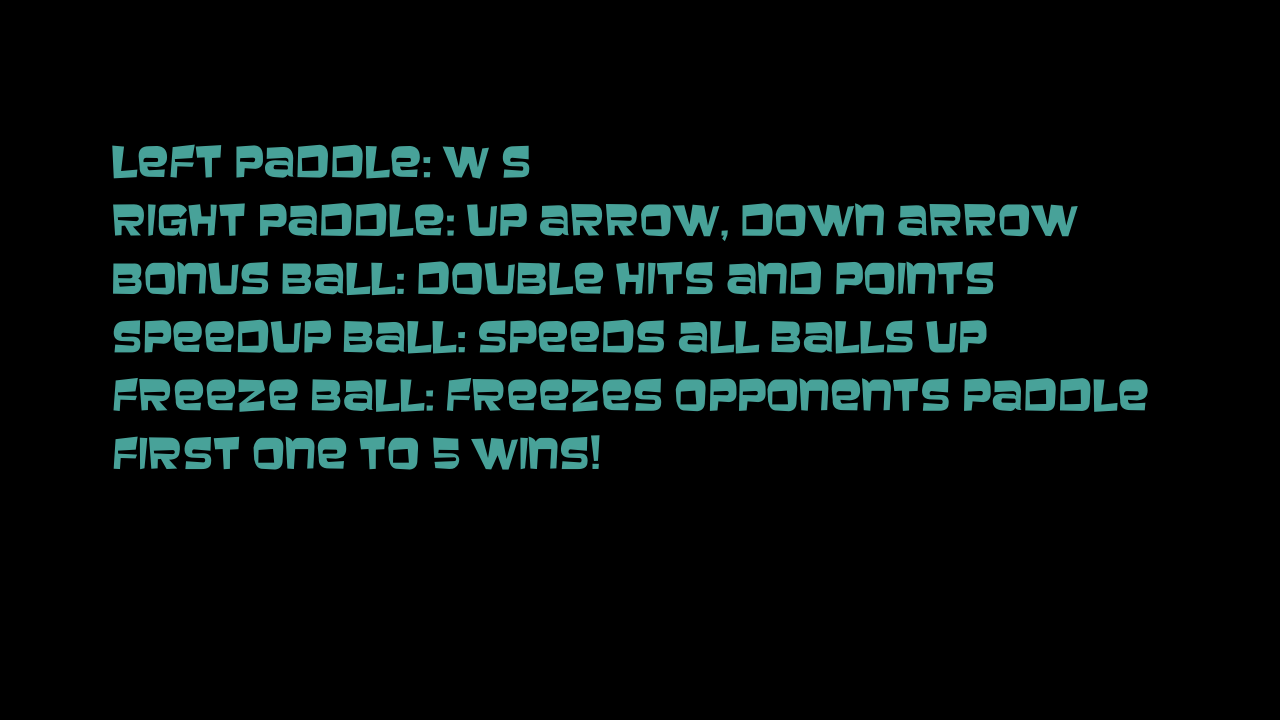 Left Paddle: W S
Right Paddle: Up Arrow, Down Arrow
Bonus Ball: Double Hits and Points
Speedup Ball: Speeds all balls up
Freeze Ball: Freezes opponents paddle
First one to 5 wins!